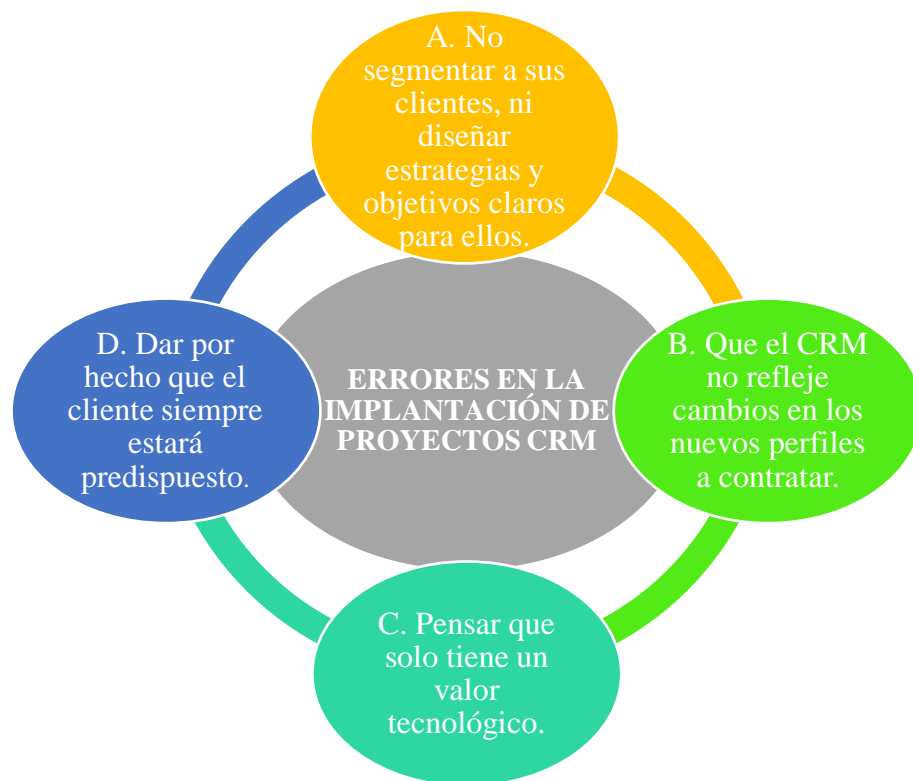 A. No
segmentar a sus
clientes, ni
diseñar
estrategias y
objetivos claros
para ellos.
D. Dar por
hecho que el
cliente siempre
estará
predispuesto.
ERRORES EN LA
IMPLANTACIÓN DE
PROYECTOS CRM
B. Que el CRM
no refleje
cambios en los
nuevos perfiles
a contratar.
C. Pensar que
solo tiene un
valor
tecnológico.